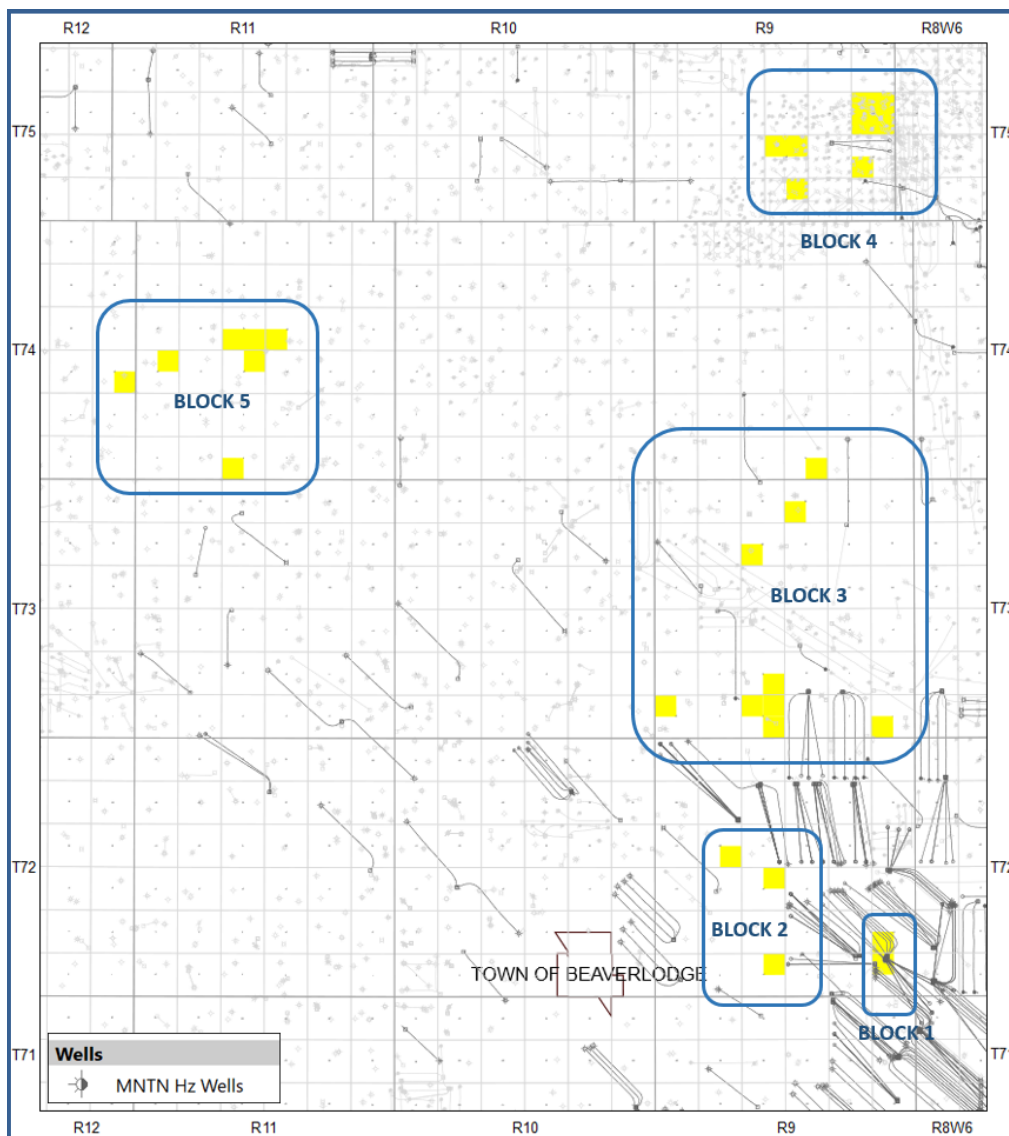 R12 R11 R10 R9 R8W6
T75 T75
BLOCK 4
T74 T74
BLOCK 5
BLOCK 3
T73 T73
T72 T72
BLOCK 2
TOWN OF BEAVERLODGE
BLOCK 1
Wells
T71 T71
MNTN Hz Wells
R12 R11 R10 R9 R8W6